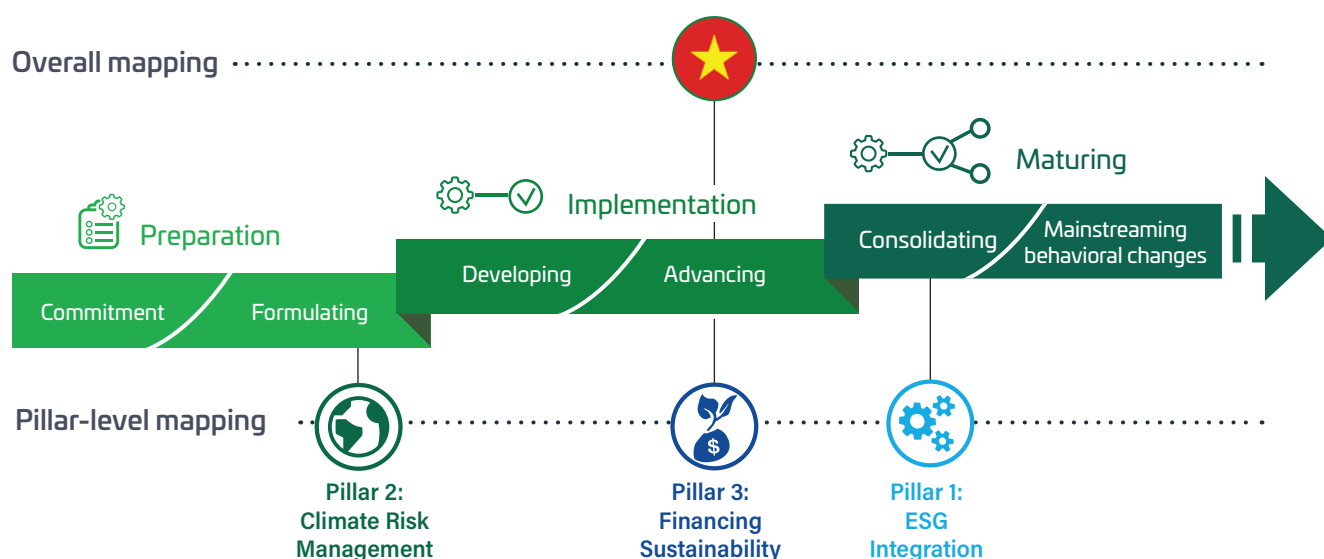 Overall mapping
Maturing
Implementation
Preparation
Consolidating
Mainstreaming
behavioral changes
Developing
Advancing
Commitment
Formulating
Pillar-level mapping
$
Pillar 2:
Climate Risk
Management
Pillar 3:
Financing
Sustainability
Pillar 1:
ESG
Integration